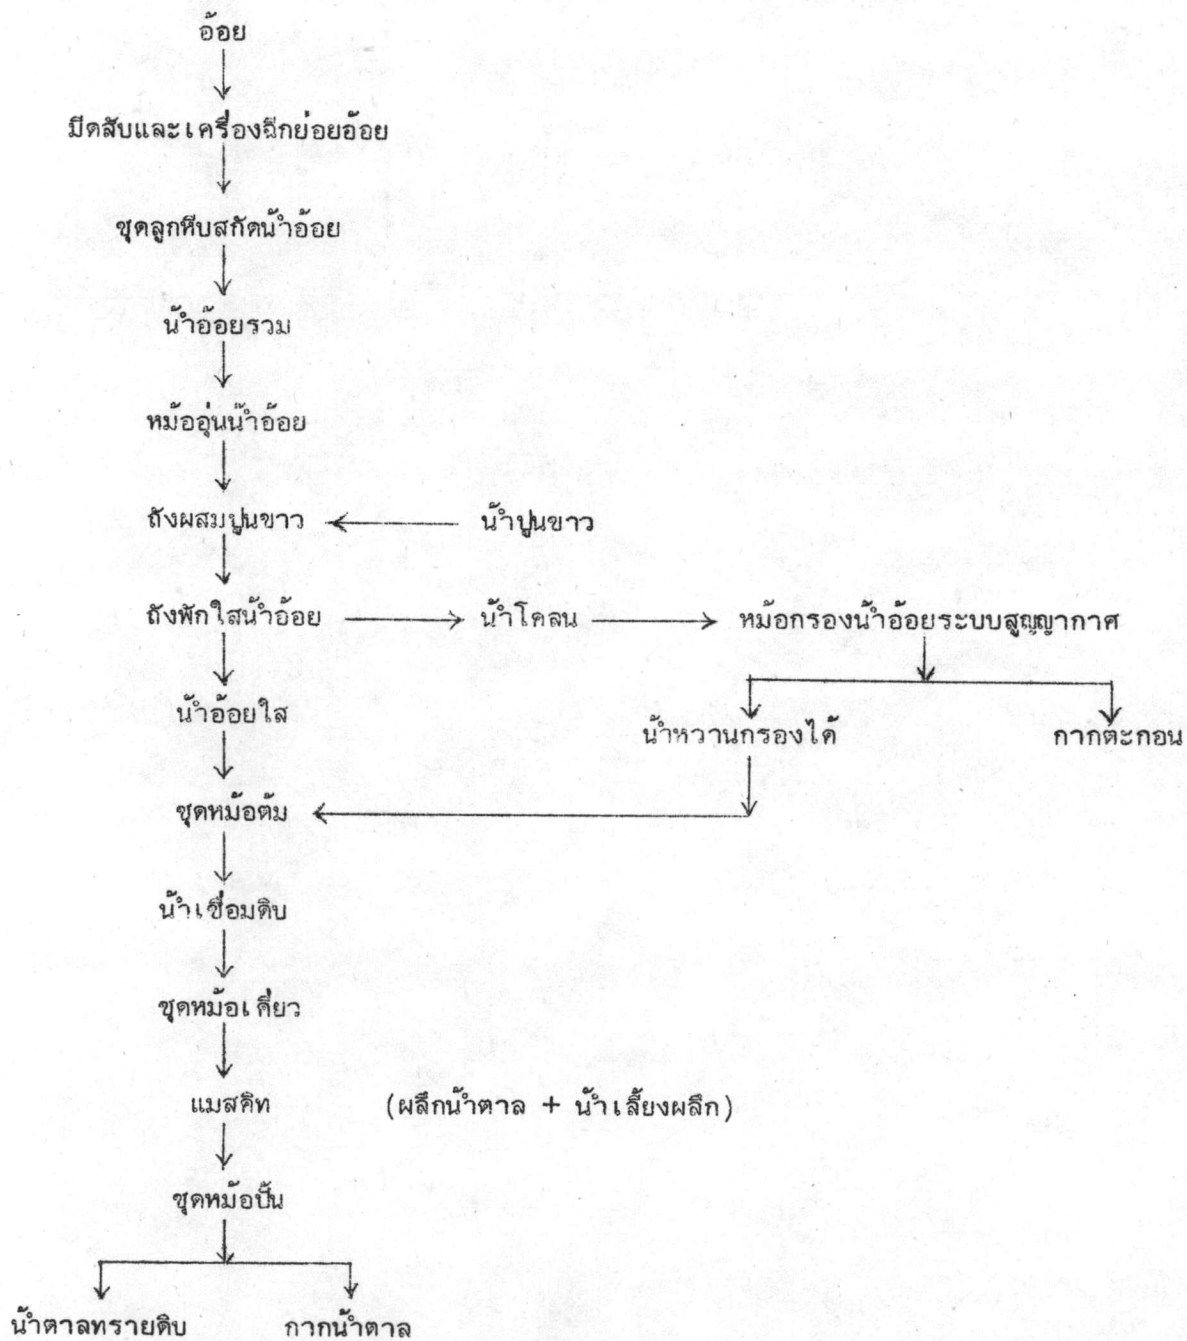 อ้อย
มีดสับและเครื่องฉีกย่อยอ้อย
ชุดลูกหีบสกัดน้ำอ้อย
น้ำอ้อยรวม
หม้ออุ่นน้ำอ้อย
ถังผสมปูนขาว น้ำปูนขาว
ถังพักใสน้ำอ้อย น้ำโคลน หม้อกรองน้ำอ้อยระบบสูญญากาศ
น้ำอ้อยใส
น้ำหวานกรองได้ กากตะกอน
ชุดหม้อต้ม
น้ำเชื่อมดิบ
ชุดหม้อเคี่ยว
แมสคิท (ผลึกน้ำตาล + น้ำเลี้ยงผลึก)
ชุดหม้อปั่น
น้ำตาลทรายดิบ กากน้ำตาล